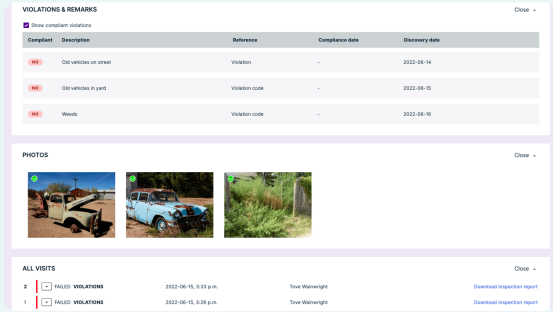 VIOLATIONS & REMARKS Close
Show compliant violations
Compliant Description Reference Compliance date Discovery date
NO Old vehicles on street Violation - 2022-06-14
NO Old vehicles in yard Violation code - 2022-06-15
NO Weeds Violation code - 2022-06-16
PHOTOS Close
ALL VISITS Close
2 FAILED VIOLATIONS 2022-06-15, 3:33 p.m. Tove Wainwright Download inspection report
1 FAILED VIOLATIONS 2022-06-15, 3:26 p.m. Tove Wainwright Download inspection report